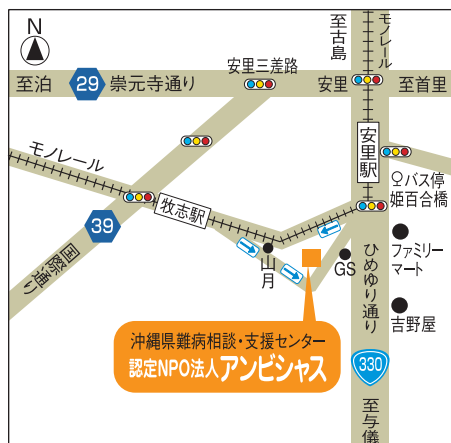 N
至古島
モノレール
安里三差路
至泊
29
崇元寺通り
安里
至首里
モノレール
安里駅
バス停
姫百合橋
牧志駅
39
国際通り
山月
GS
ファミリー
マート
ひめゆり通り
吉野屋
沖縄県難病相談・支援センター
認定NPO法人アンビシャス
330
至与儀